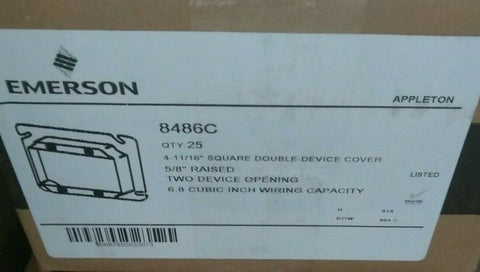 EMERSON
APPLETON
8486C
QTY: 25
4-11/16" SQUARE DOUBLE-DEVICE COVER
5/8" RAISED
TWO DEVICE OPENING
6.8 CUBIC INCH WIRING CAPACITY
LISTED